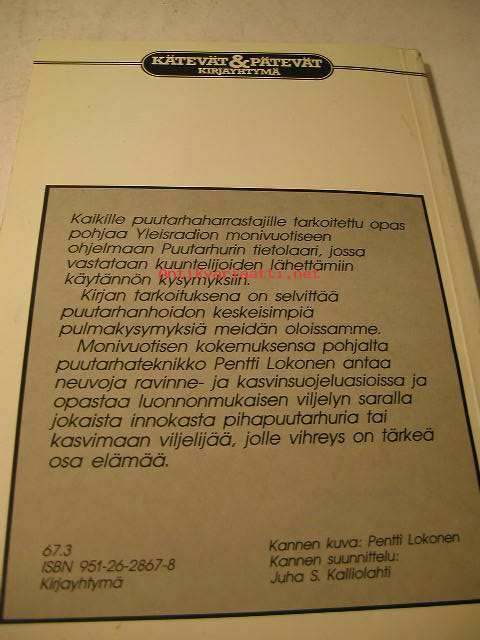 KÄTEVÄT & PÄTEVÄT
KIRJAYHTYMÄ
Kaikille puutarhaharrastajille tarkoitettu opas
pohjaa Yleisradion monivuotiseen
ohjelmaan Puutarhurin tietolaari, jossa
vastataan kuuntelijoiden lähettämiin
Antikvariaatti.net
käytännön kysymyksiin.
Kirjan tarkoituksena on selvittää
puutarhanhoidon keskeisimpiä
pulmakysymyksiä meidän oloissamme.
Monivuotisen kokemuksensa pohjalta
puutarhateknikko Pentti Lokonen antaa
neuvoja ravinne- ja kasvinsuojeluasioissa ja
opastaa luonnonmukaisen viljelyn saralla
jokaista innokasta pihapuutarhuria tai
kasvimaan viljelijää, jolle vihreys on tärkeä
osa elämää.
67.3
ISBN 951-26-2867-8
Kirjayhtymä
Kannen kuva: Pentti Lokonen
Kannen suunnittelu:
Juha S. Kalliolahti